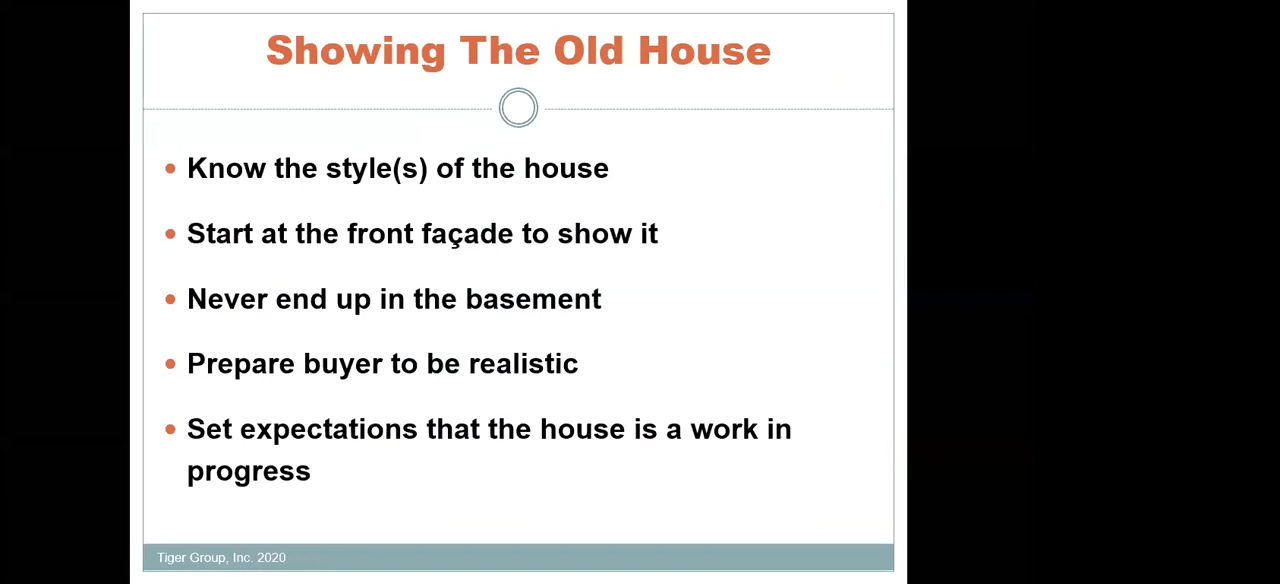 Showing The Old House
Know the style(s) of the house
Start at the front façade to show it
Never end up in the basement
Prepare buyer to be realistic
Set expectations that the house is a work in
progress
Tiger Group, Inc. 2020